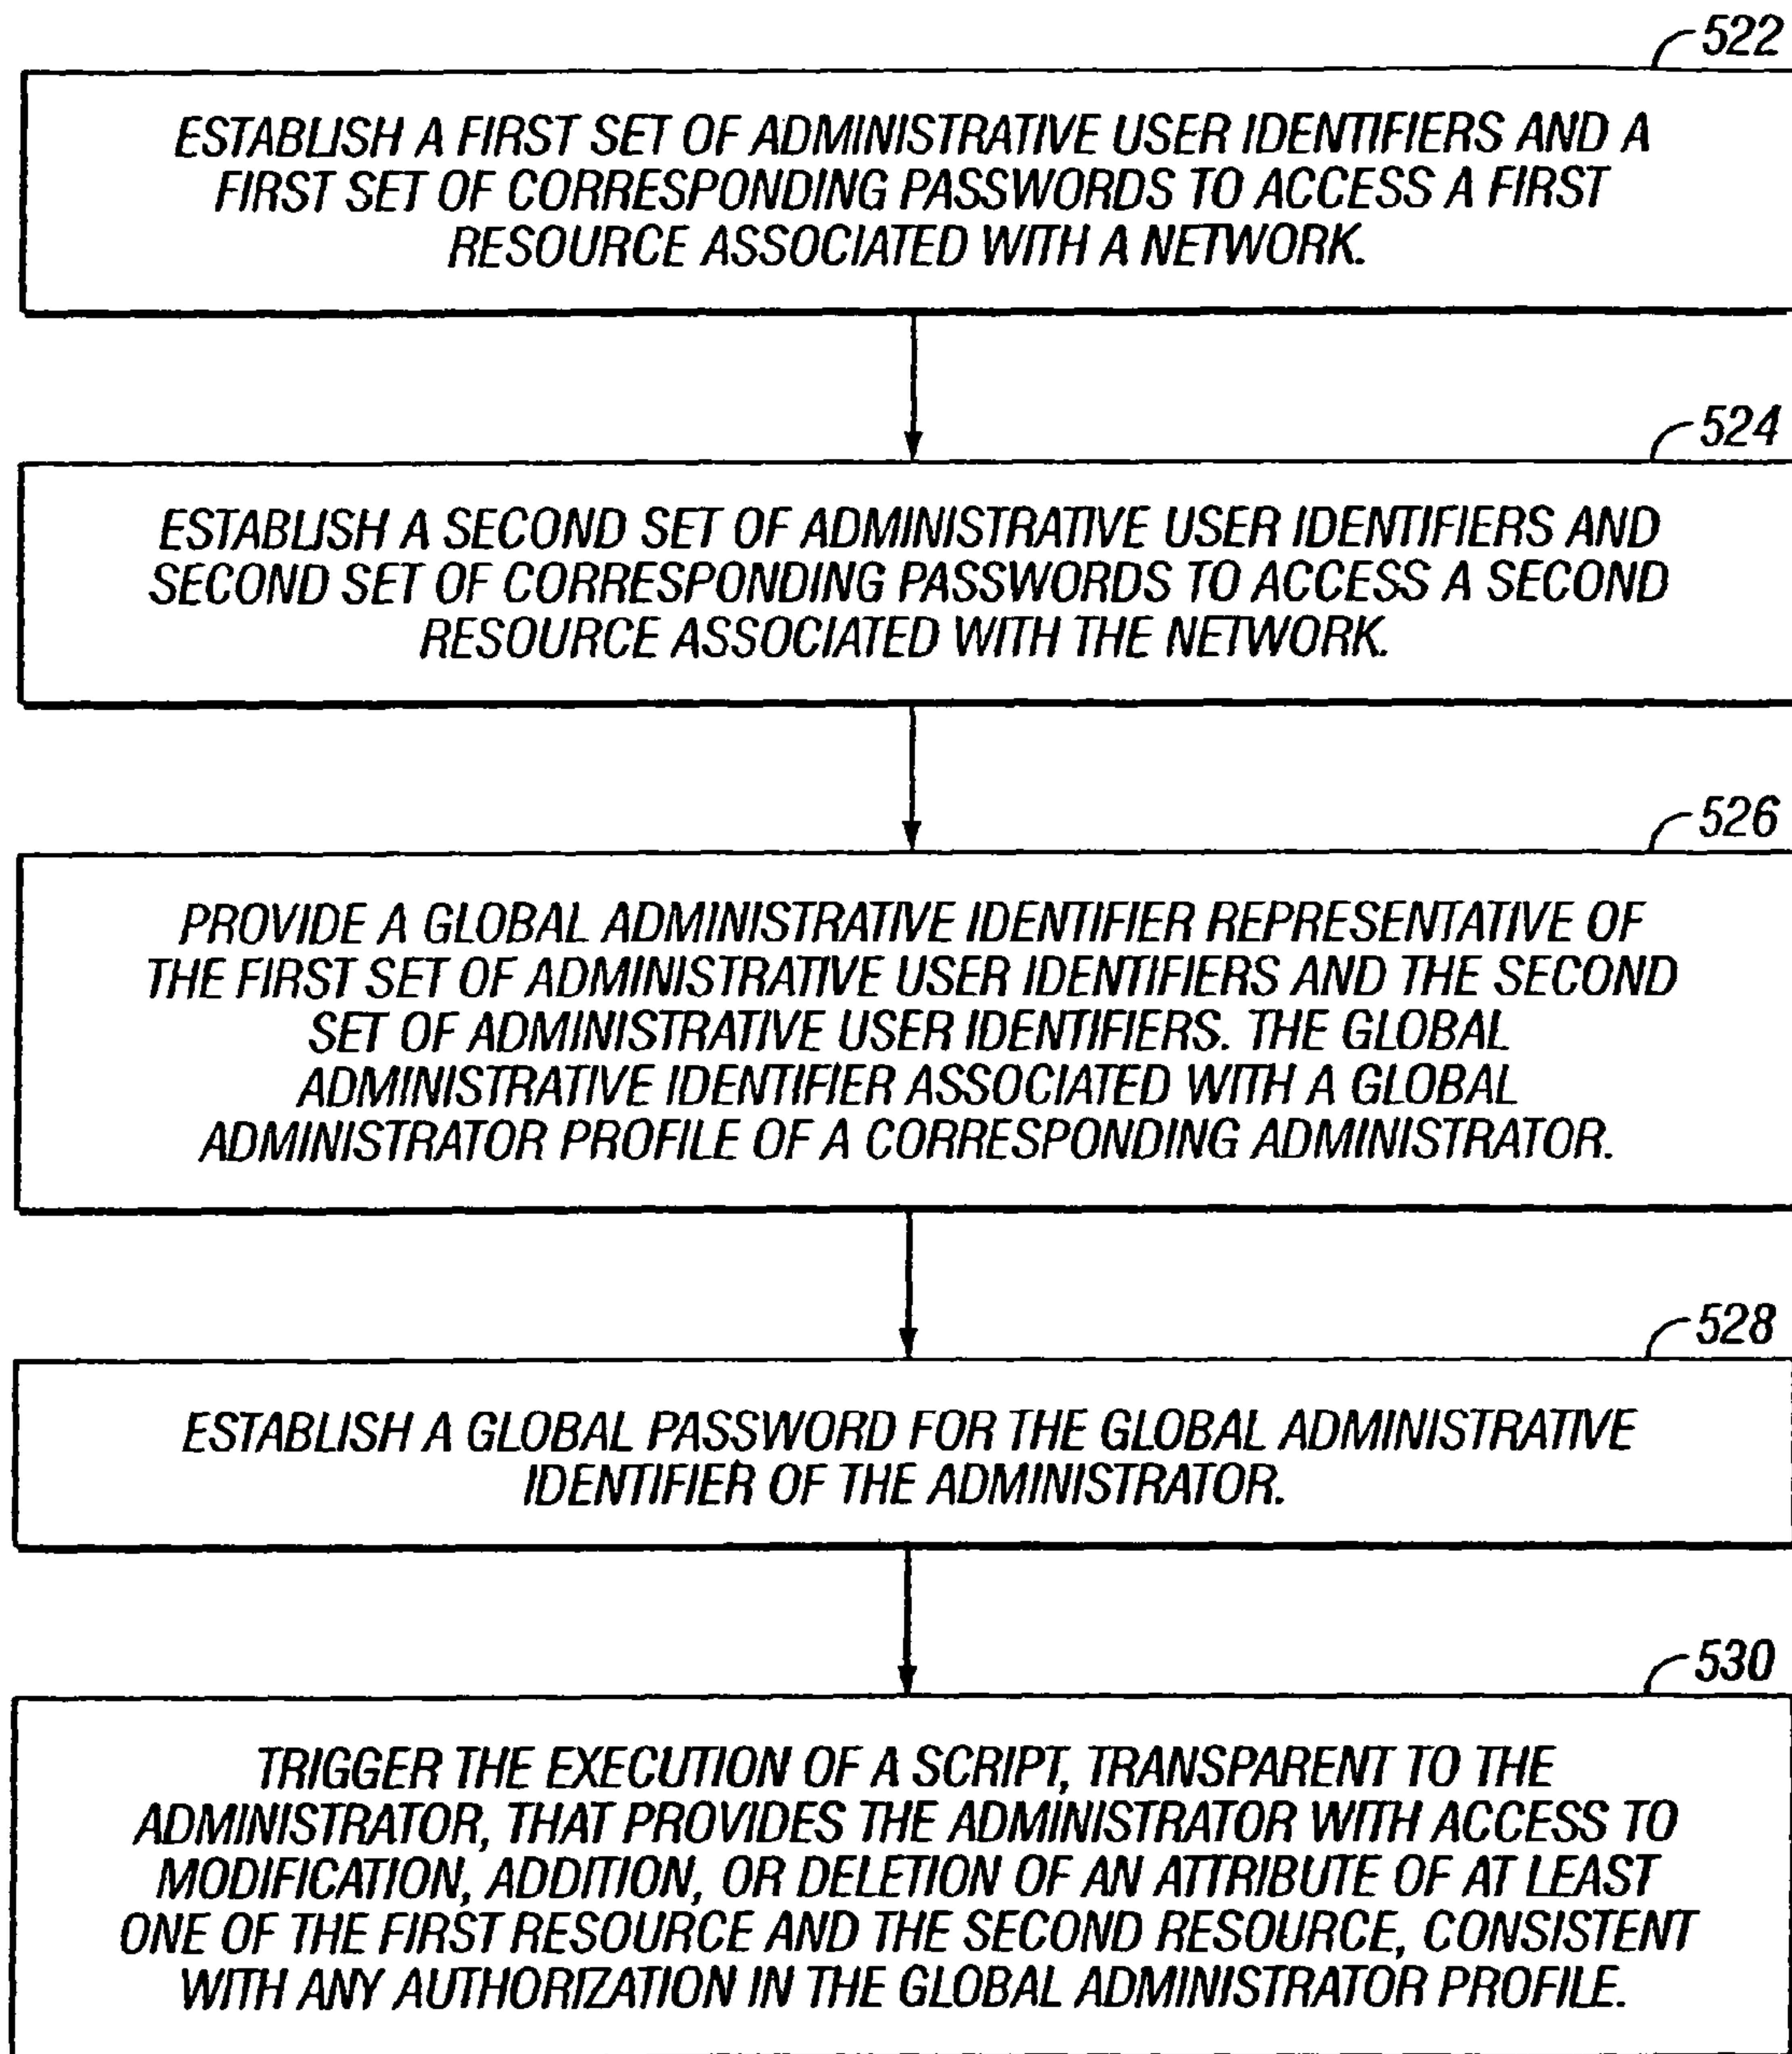 522
ESTABLISH A FIRST SET OF ADMINISTRATIVE USER IDENTIFIERS AND A
FIRST SET OF CORRESPONDING PASSWORDS TO ACCESS A FIRST
RESOURCE ASSOCIATED WITH A NETWORK.
524
ESTABLISH A SECOND SET OF ADMINISTRATIVE USER IDENTIFIERS AND
SECOND SET OF CORRESPONDING PASSWORDS TO ACCESS A SECOND
RESOURCE ASSOCIATED WITH THE NETWORK.
526
PROVIDE A GLOBAL ADMINISTRATIVE IDENTIFIER REPRESENTATIVE OF
THE FIRST SET OF ADMINISTRATIVE USER IDENTIFIERS AND THE SECOND
SET OF ADMINISTRATIVE USER IDENTIFIERS. THE GLOBAL
ADMINISTRATIVE IDENTIFIER ASSOCIATED WITH A GLOBAL
ADMINISTRATOR PROFILE OF A CORRESPONDING ADMINISTRATOR.
528
ESTABLISH A GLOBAL PASSWORD FOR THE GLOBAL ADMINISTRATIVE
IDENTIFIER OF THE ADMINISTRATOR.
530
TRIGGER THE EXECUTION OF A SCRIPT, TRANSPARENT TO THE
ADMINISTRATOR, THAT PROVIDES THE ADMINISTRATOR WITH ACCESS TO
MODIFICATION, ADDITION, OR DELETION OF AN ATTRIBUTE OF AT LEAST
ONE OF THE FIRST RESOURCE AND THE SECOND RESOURCE, CONSISTENT
WITH ANY AUTHORIZATION IN THE GLOBAL ADMINISTRATOR PROFILE.